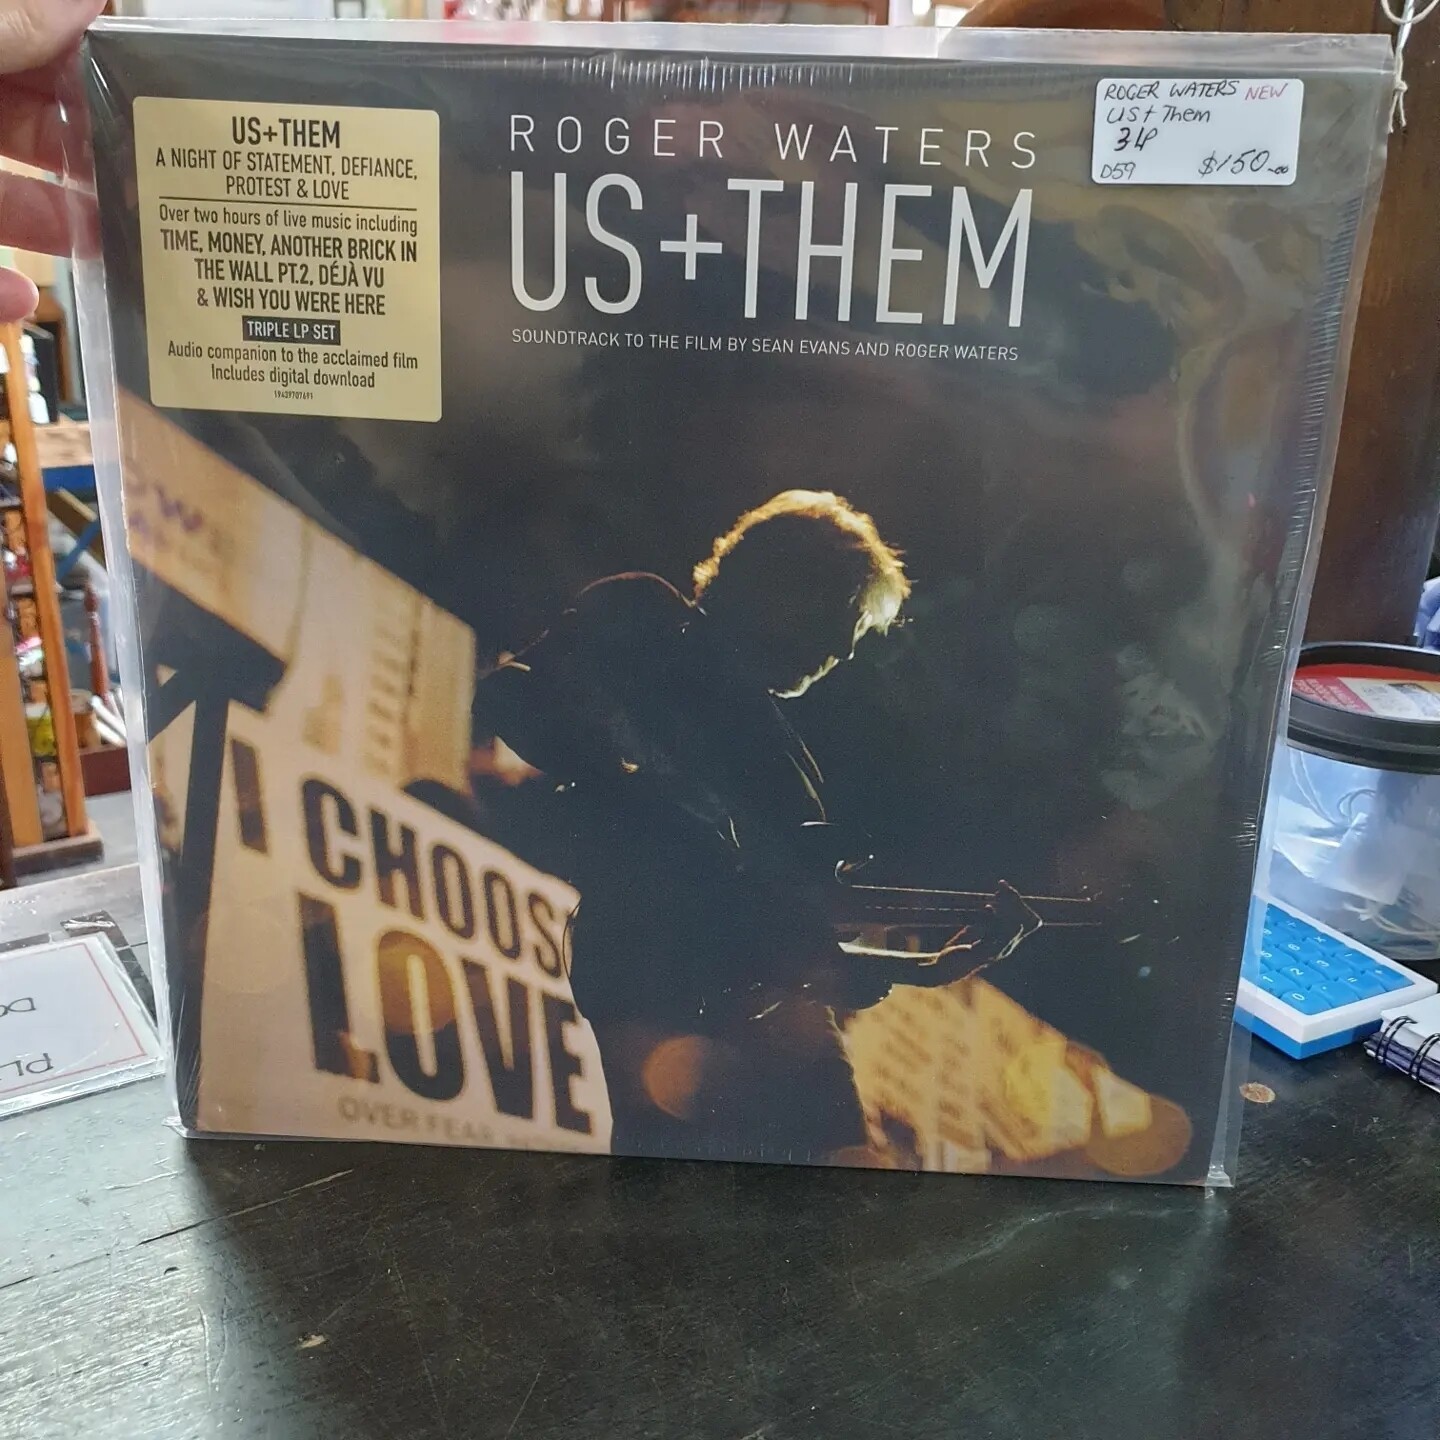 US+THEM
A NIGHT OF STATEMENT, DEFIANCE,
PROTEST & LOVE
Over two hours of live music including
TIME, MONEY, ANOTHER BRICK IN
THE WALL PT.2, DÉJÀ VU
& WISH YOU WERE HERE
TRIPLE LP SET
Audio companion to the acclaimed film
Includes digital download
19439707691
ROGER WATERS
US+THEM
SOUNDTRACK TO THE FILM BY SEAN EVANS AND ROGER WATERS
ROGER WATERS NEW
US + Them
3LP
D59 $150.00
I CHOOSE
LOVE
OVER FEAR